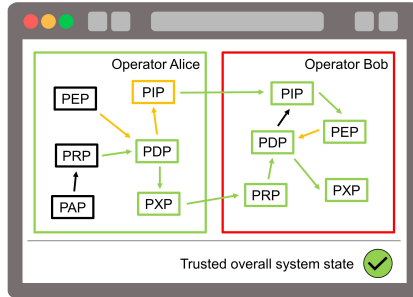 Operator Alice
PEP
PIP
PRP
PDP
PAP
PXP
Operator Bob
PIP
PEP
PDP
PRP
PXP
Trusted overall system state